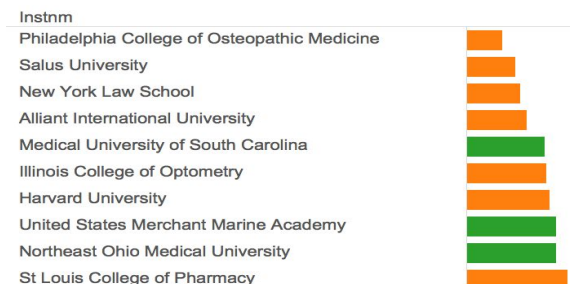 Instnm
Philadelphia College of Osteopathic Medicine
Salus University
New York Law School
Alliant International University
Medical University of South Carolina
Illinois College of Optometry
Harvard University
United States Merchant Marine Academy
Northeast Ohio Medical University
St Louis College of Pharmacy